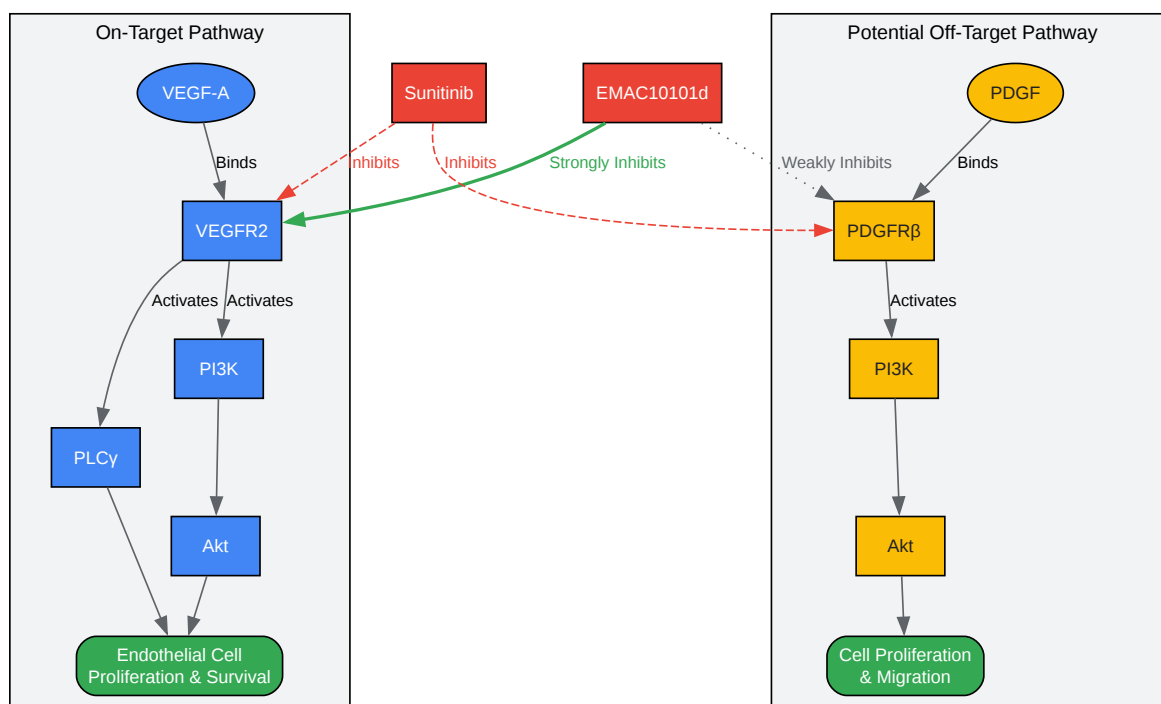 On-Target Pathway
Potential Off-Target Pathway
VEGF-A
Sunitinib
EMAC10101d
PDGF
Binds
Inhibits
Inhibits
Strongly Inhibits
Weakly Inhibits
Binds
VEGFR2
PDGFRβ
Activates
Activates
Activates
PI3K
PI3K
PLCγ
Akt
Akt
Endothelial Cell
Proliferation & Survival
Cell Proliferation
& Migration